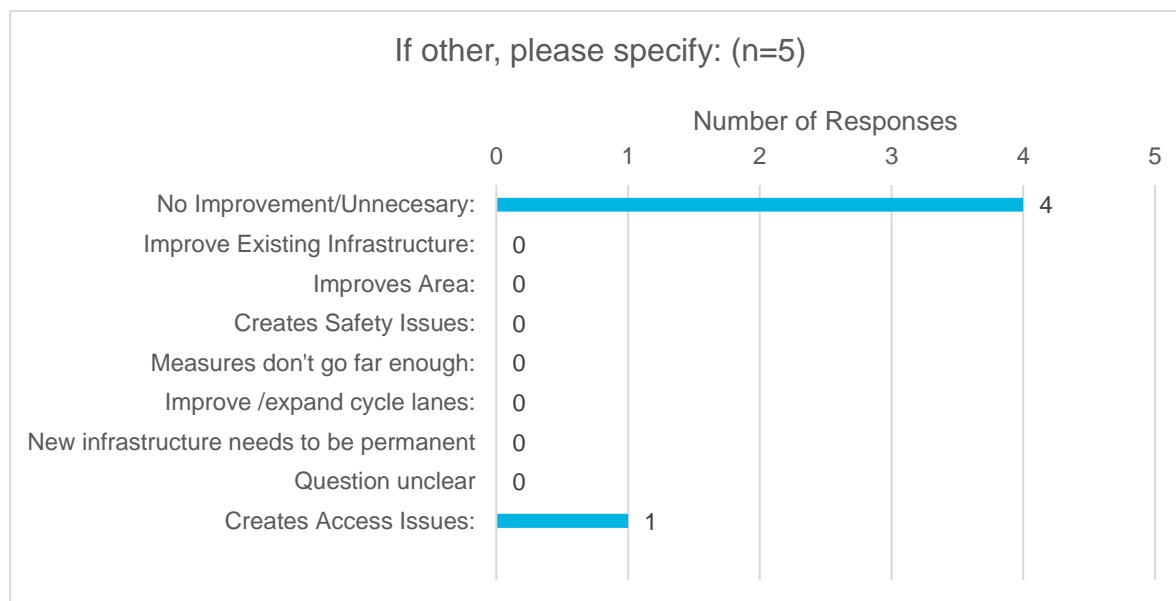 If other, please specify: (n=5)
Number of Responses
0 1 2 3 4 5
No Improvement/Unnecesary: 4
Improve Existing Infrastructure: 0
Improves Area: 0
Creates Safety Issues: 0
Measures don't go far enough: 0
Improve /expand cycle lanes: 0
New infrastructure needs to be permanent 0
Question unclear 0
Creates Access Issues: 1